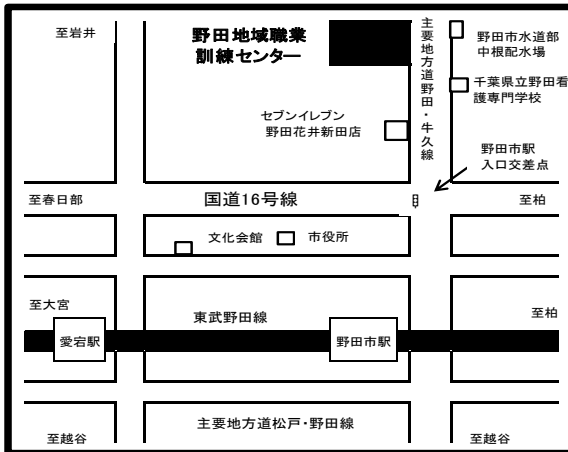 至岩井
野田地域職業
訓練センター
主要地方道野田・牛久線
野田市水道部
中根配水場
千葉県立野田看
護専門学校
セブンイレブン
野田花井新田店
野田市駅
入口交差点
至春日部
国道16号線
至柏
文化会館
市役所
至大宮
東武野田線
至柏
愛宕駅
野田市駅
主要地方道松戸・野田線
至越谷
至越谷